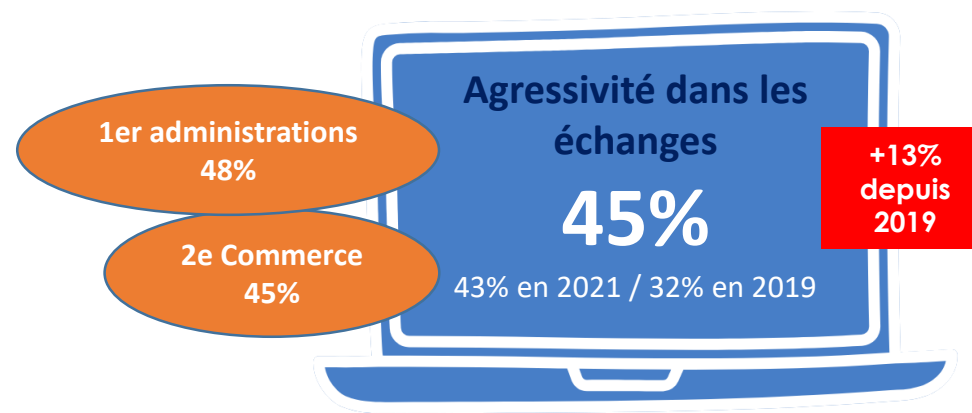 Agressivité dans les
échanges
45%
43% en 2021 / 32% en 2019
1er administrations
48%
2e Commerce
45%
+13%
depuis
2019